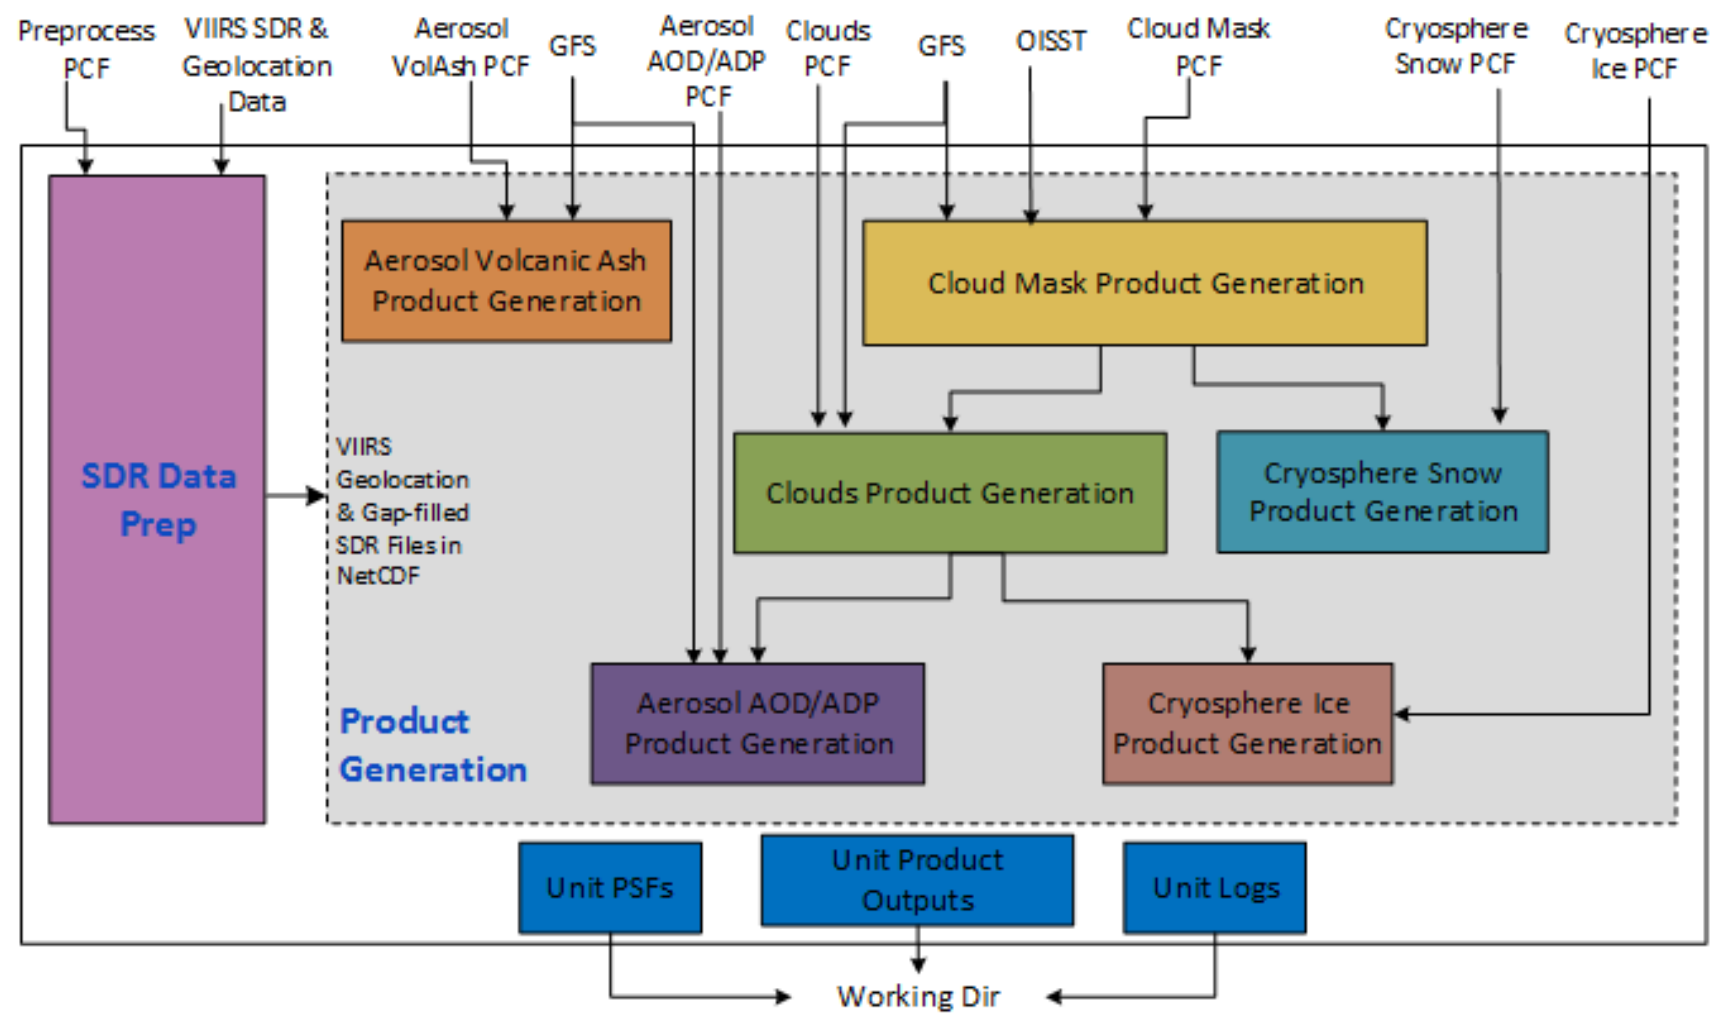 Preprocess
PCF
VIIRS SDR &
Geolocation
Data
Aerosol
VolAsh PCF
GFS
Aerosol
AOD/ADP
PCF
Clouds
PCF
GFS
OISST
Cloud Mask
PCF
Cryosphere
Snow PCF
Cryosphere
Ice PCF
SDR Data
Prep
Aerosol Volcanic Ash
Product Generation
Cloud Mask Product Generation
VIIRS
Geolocation
& Gap-filled
SDR Files in
NetCDF
Clouds Product Generation
Cryosphere Snow
Product Generation
Product
Generation
Aerosol AOD/ADP
Product Generation
Cryosphere Ice
Product Generation
Unit PSFs
Unit Product
Outputs
Unit Logs
Working Dir